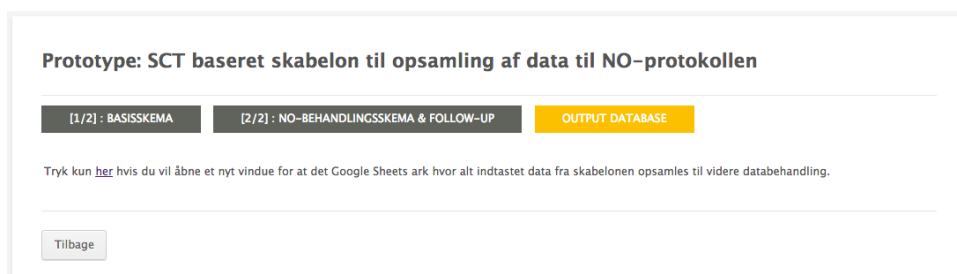 Prototype: SCT baseret skabelon til opsamling af data til NO-protokollen
[1/2] : BASISSKEMA
[2/2] : NO-BEHANDLINGSSKEMA & FOLLOW-UP
OUTPUT DATABASE
Tryk kun her hvis du vil åbne et nyt vindue for at det Google Sheets ark hvor alt indtastet data fra skabelonen opsamles til videre databehandling.
Tilbage